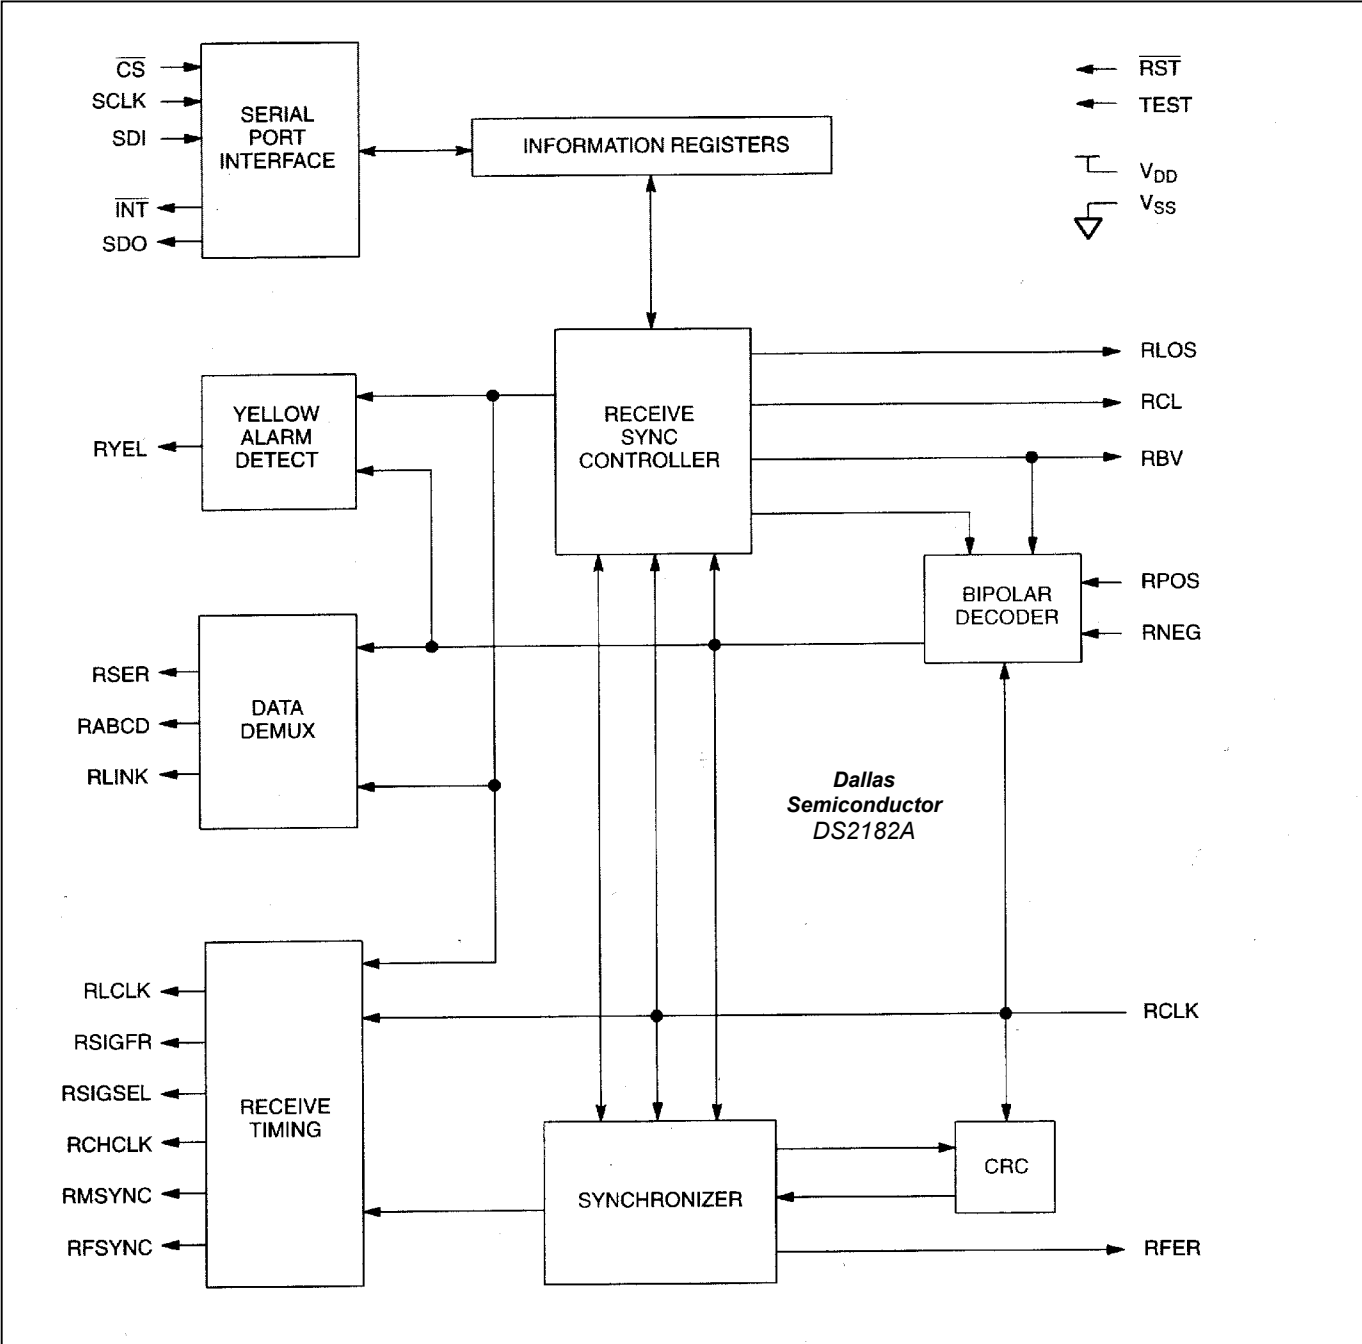 CS
SCLK
SDI
INT
SDO
SERIAL
PORT
INTERFACE
INFORMATION REGISTERS
RST
TEST
VDD
VSS
RYEL
YELLOW
ALARM
DETECT
RECEIVE
SYNC
CONTROLLER
RLOS
RCL
RBV
BIPOLAR
DECODER
RPOS
RNEG
RSER
RABCD
RLINK
DATA
DEMUX
Dallas
Semiconductor
DS2182A
RLCLK
RSIGFR
RSIGSEL
RCHCLK
RMSYNC
RFSYNC
RECEIVE
TIMING
SYNCHRONIZER
CRC
RCLK
RFER